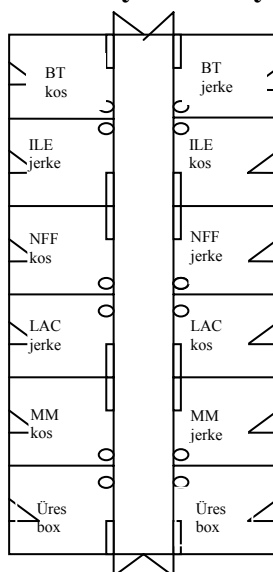 BT
kos
BT
jerke
ILE
jerke
ILE
kos
NFF
kos
NFF
jerke
LAC
jerke
LAC
kos
MM
kos
MM
jerke
Üres
box
Üres
box